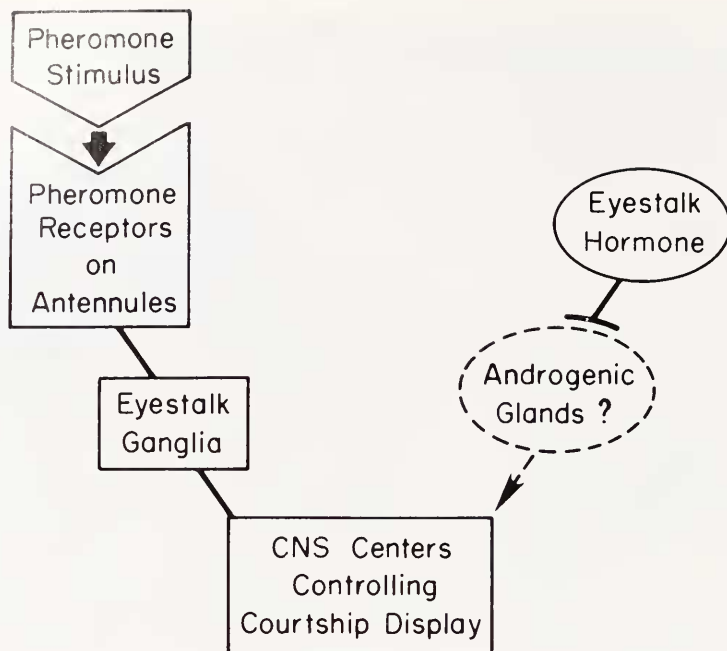 Pheromone
Stimulus
Pheromone
Receptors
on
Antennules
Eyestalk
Hormone
Androgenic
Glands ?
Eyestalk
Ganglia
CNS Centers
Controlling
Courtship Display